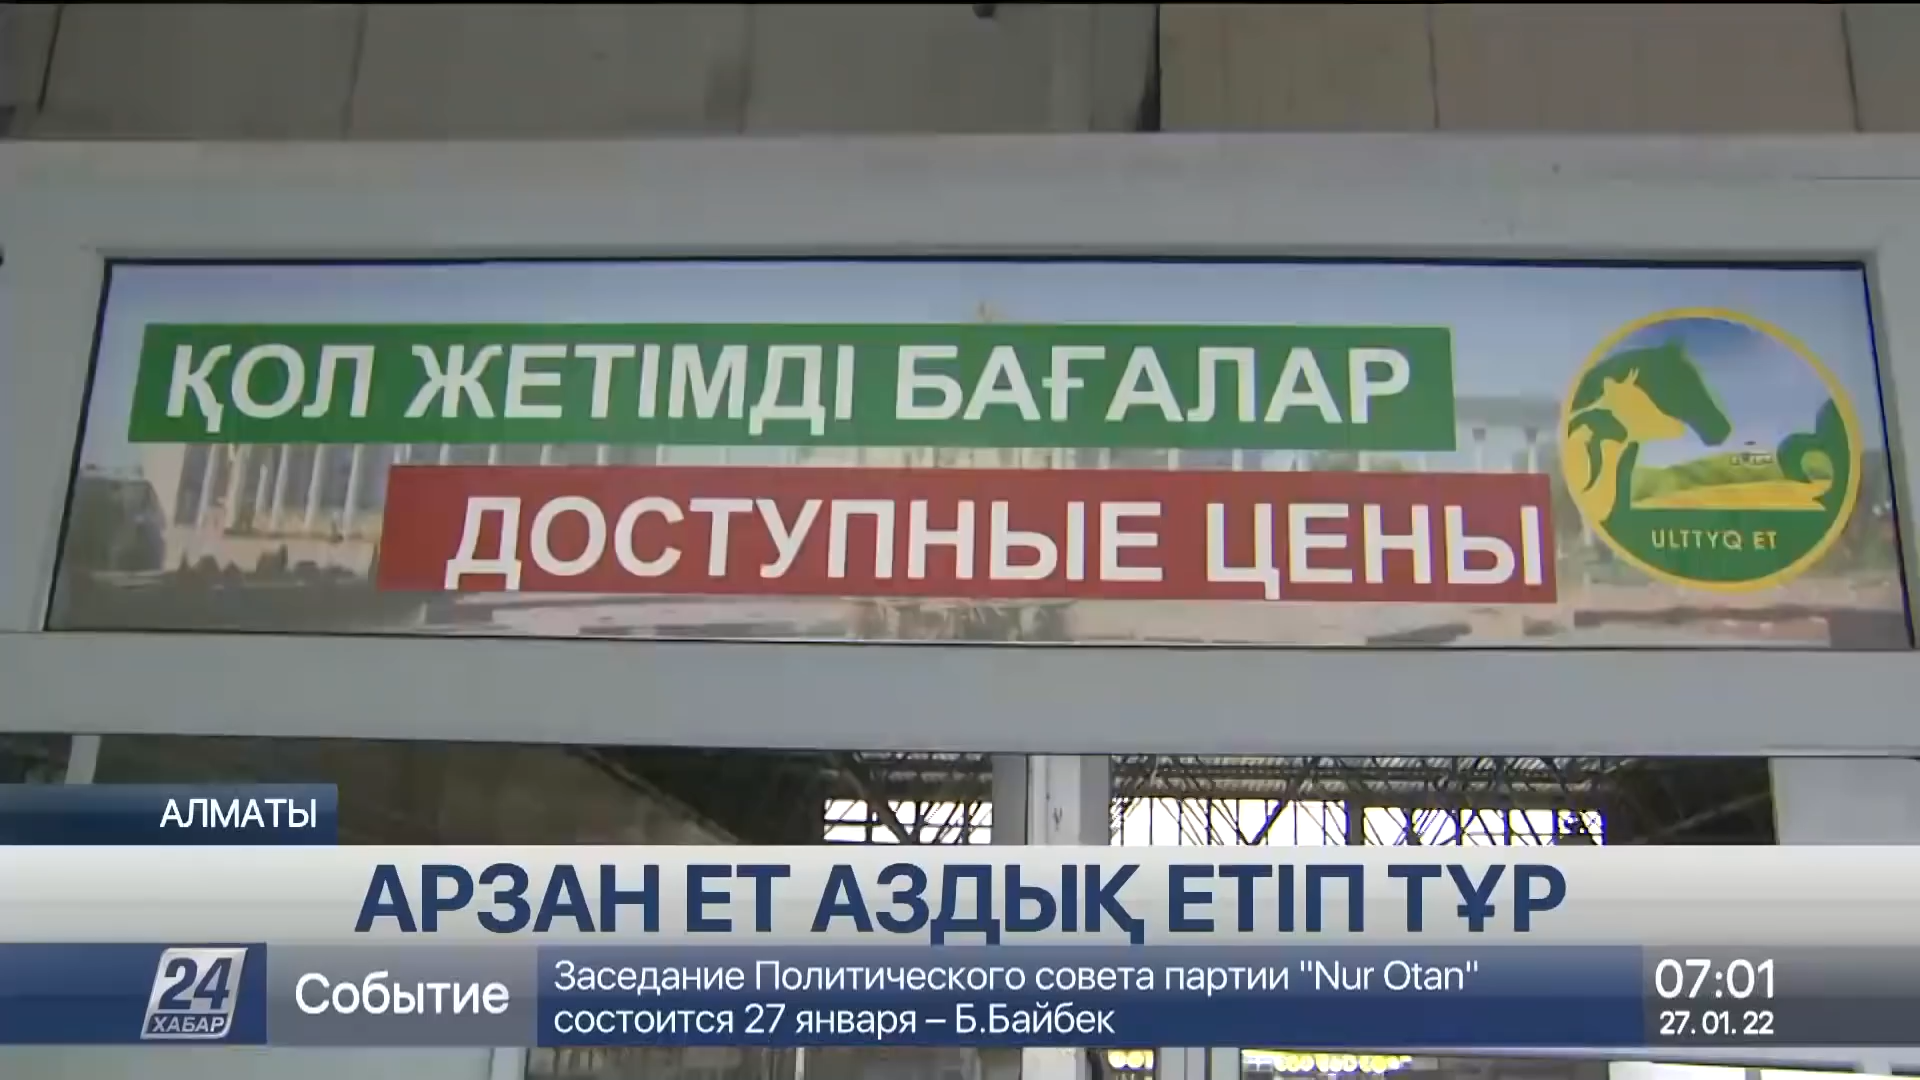 ҚОЛ ЖЕТІМДІ БАҒАЛАР
ДОСТУПНЫЕ ЦЕНЫ
ULTTYQ ET
АЛМАТЫ
АРЗАН ЕТ АЗДЫҚ ЕТІП ТҰР
24
ХАБАР
Событие
Заседание Политического совета партии "Nur Otan"
состоится 27 января – Б.Байбек
07:01
27. 01. 22